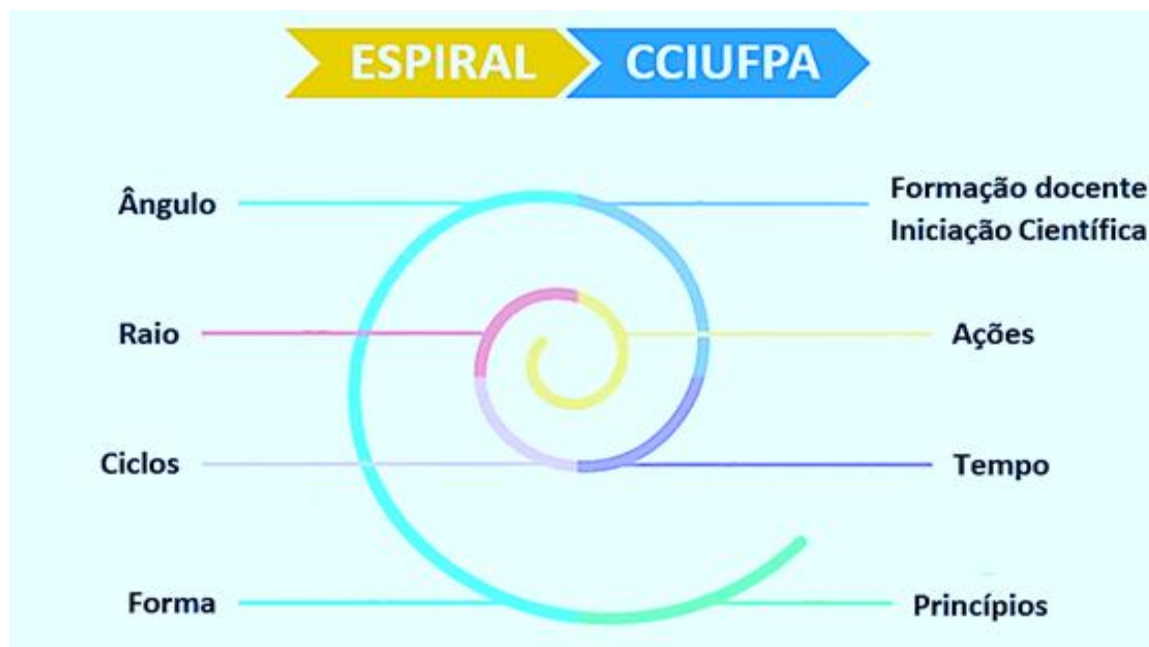 ESPIRAL CCIUFPA
Ângulo
Formação docente
Iniciação Científica
Raio
Ações
Ciclos
Tempo
Forma
Princípios